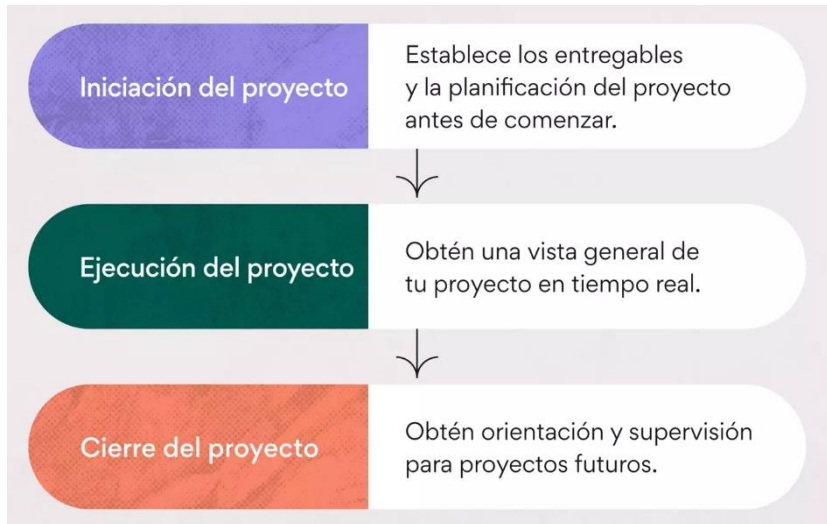 Iniciación del proyecto
Establece los entregables
y la planificación del proyecto
antes de comenzar.
Ejecución del proyecto
Obtén una vista general de
tu proyecto en tiempo real.
Cierre del proyecto
Obtén orientación y supervisión
para proyectos futuros.